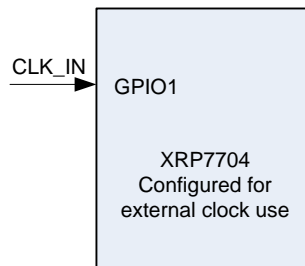 CLK_IN
GPIO1
XRP7704
Configured for
external clock use